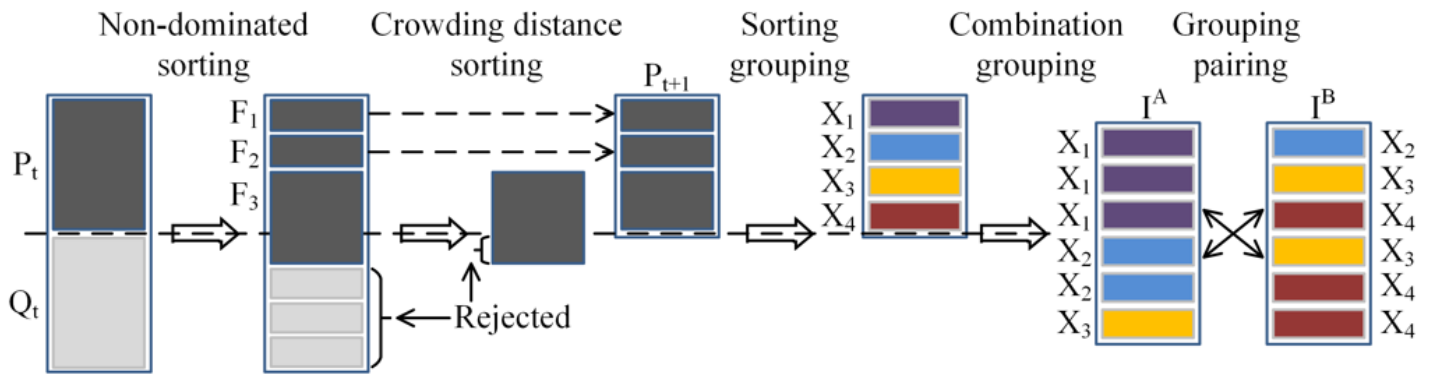 Non-dominated
sorting
Crowding distance
sorting
Sorting
grouping
Combination
grouping
Grouping
pairing
P_t
Q_t
F_1
F_2
F_3
Rejected
P_{t+1}
X_1
X_2
X_3
X_4
I^A
X_1
X_1
X_1
X_2
X_2
X_3
I^B
X_2
X_3
X_4
X_3
X_4
X_4